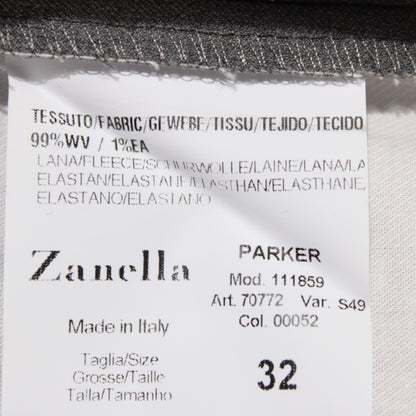 TESSUTO/FABRIC/GEWEBE/TISSU/TEJIDO/TECIDO
99%WV / 1%EA
LANA/FLEECE/SCHURWOLLE/LAINE/LANA/LA
ELASTAN/ELASTANE/ELASTHAN/ELASTHANE
ELASTANO/ELASTANO
Zanella
PARKER
Mod. 111859
Art. 70772 Var. S49
Col. 00052
Made in Italy
Taglia/Size
Grosse/Taille
Talla/Tamanho
32